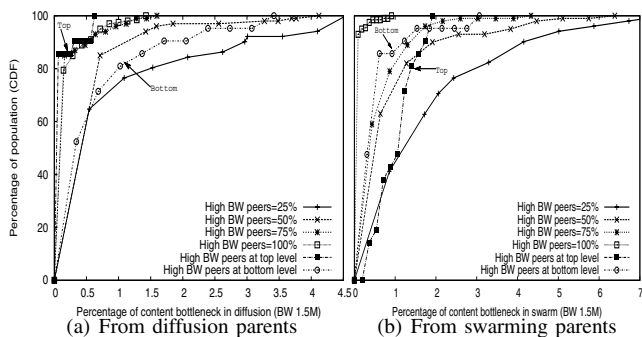 Percentage of population (CDF)
100
80
60
40
20
0
Top
Bottom
High BW peers=25%
High BW peers=50%
High BW peers=75%
High BW peers=100%
High BW peers at top level
High BW peers at bottom level
0 0.5 1 1.5 2 2.5 3 3.5 4 4.5
Percentage of content bottleneck in diffusion (BW 1.5M)
(a) From diffusion parents
Bottom
Top
High BW peers=25%
High BW peers=50%
High BW peers=75%
High BW peers=100%
High BW peers at top level
High BW peers at bottom level
0 1 2 3 4 5 6 7
Percentage of content bottleneck in swarm (BW 1.5M)
(b) From swarming parents